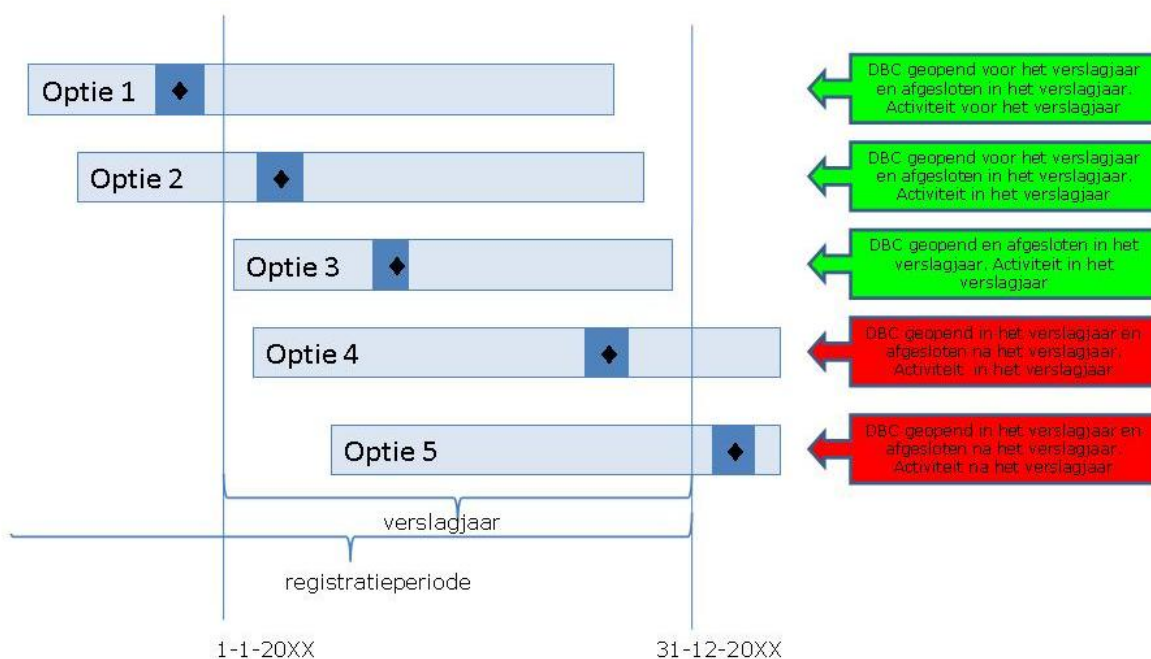 Optie 1
DBC geopend voor het verslagjaar
en afgesloten in het verslagjaar.
Activiteit voor het verslagjaar
Optie 2
DBC geopend voor het verslagjaar
en afgesloten in het verslagjaar.
Activiteit in het verslagjaar
Optie 3
DBC geopend en afgesloten in het
verslagjaar. Activiteit in het
verslagjaar
Optie 4
DBC geopend in het verslagjaar en
afgesloten na het verslagjaar.
Activiteit in het verslagjaar
Optie 5
DBC geopend in het verslagjaar en
afgesloten na het verslagjaar.
Activiteit na het verslagjaar
verslagjaar
registratieperiode
1-1-20XX
31-12-20XX